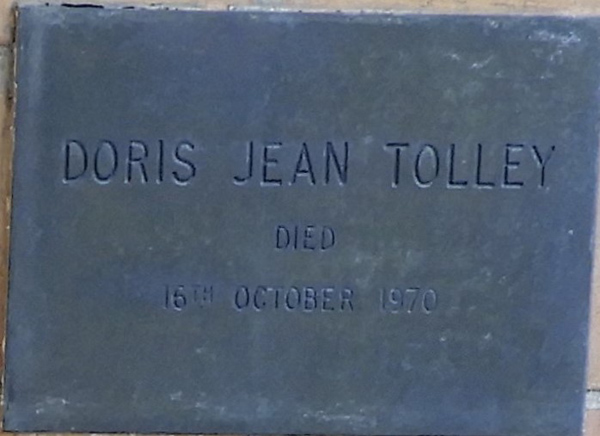 DORIS JEAN TOLLEY
DIED
16TH OCTOBER 1970